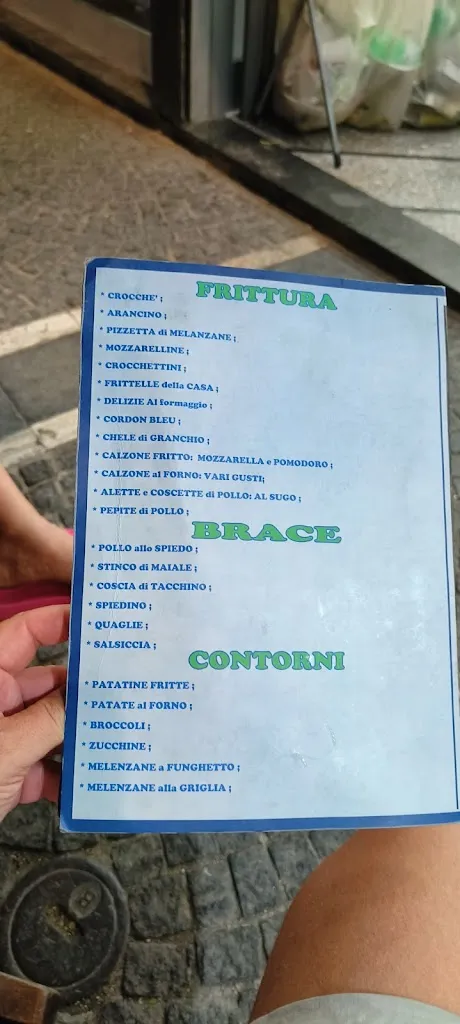 FRITTURA
* CROCCHE' ;
* ARANCINO ;
* PIZZETTA di MELANZANE ;
* MOZZARELLINE ;
* CROCCHETTINI ;
* FRITTELLE della CASA ;
* DELIZIE Al formaggio ;
* CORDON BLEU ;
* CHELE di GRANCHIO ;
* CALZONE FRITTO: MOZZARELLA e POMODORO ;
* CALZONE al FORNO: VARI GUSTI;
* ALETTE e COSCETTE di POLLO: AL SUGO ;
* PEPITE di POLLO ;
BRACE
* POLLO allo SPIEDO ;
* STINCO di MAIALE ;
* COSCIA di TACCHINO ;
* SPIEDINO ;
* QUAGLIE ;
* SALSICCIA ;
CONTORNI
* PATATINE FRITTE ;
* PATATE al FORNO ;
* BROCCOLI ;
* ZUCCHINE ;
* MELENZANE a FUNGHETTO ;
* MELENZANE alla GRIGLIA ;